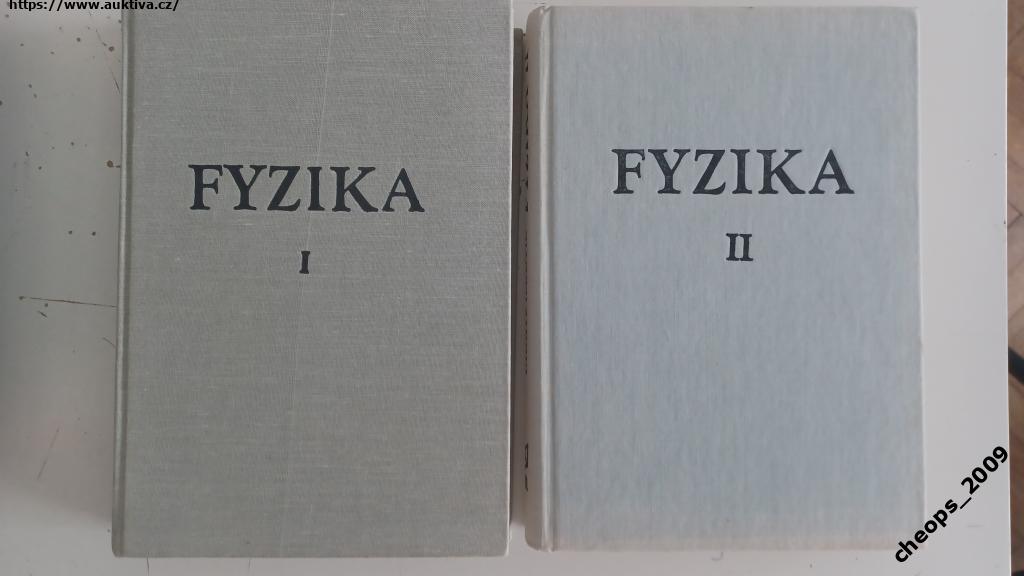 https://www.auktiva.cz/
FYZIKA
I
FYZIKA
II
cheops_2009